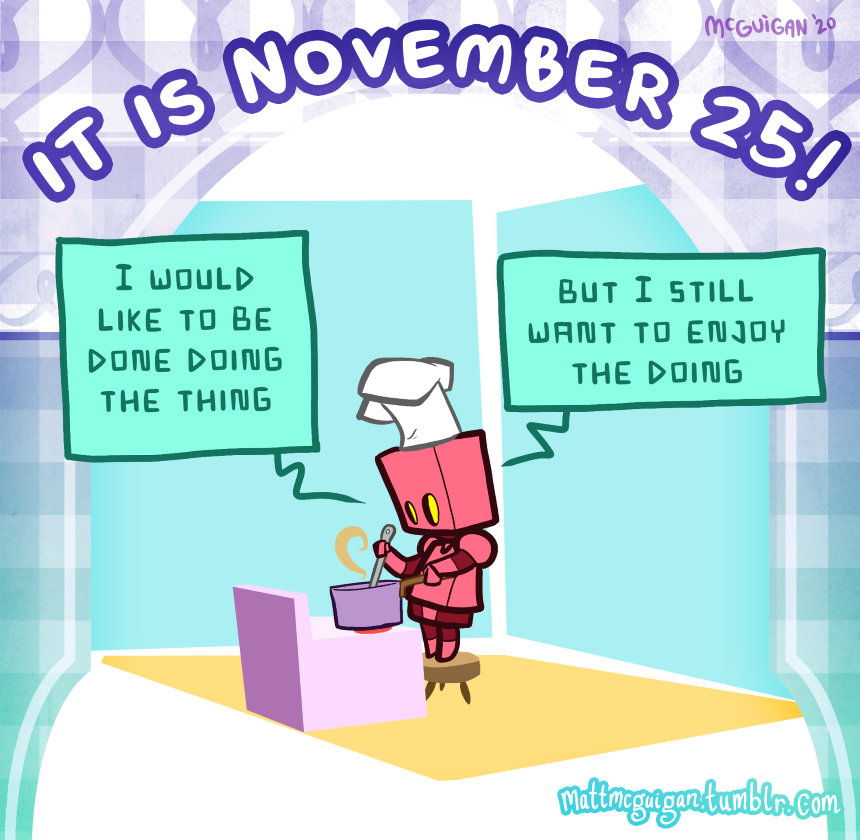 McGUiGAN '20
IT IS NOVEMBER 25!
I WOULD
LIKE TO BE
DONE DOING
THE THING
BUT I STILL
WANT TO ENJOY
THE DOING
mattmcguigan.tumblr.com